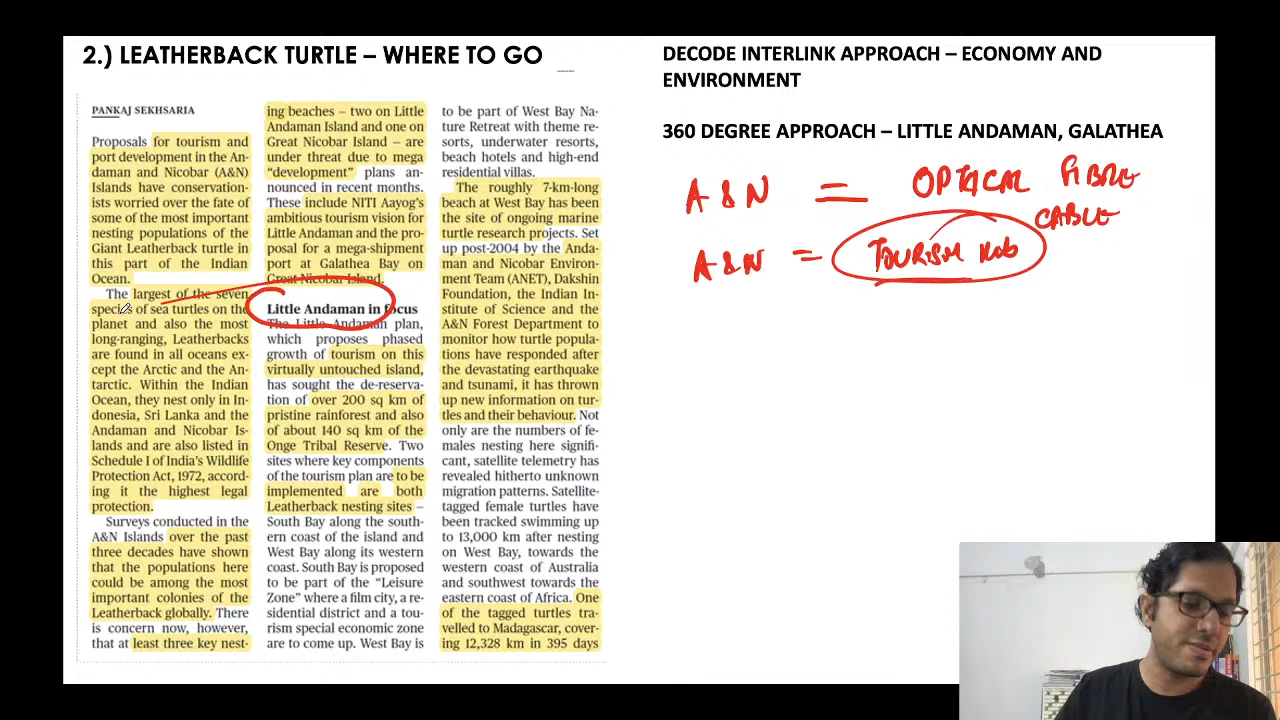 2.) LEATHERBACK TURTLE – WHERE TO GO
PANKAJ SEKHSARIA
Proposals for tourism and
port development in the An-
daman and Nicobar (A&N)
Islands have conservation-
ists worried over the fate of
some of the most important
nesting populations of the
Giant Leatherback turtle in
this part of the Indian
Ocean.
The largest of the seven
species of sea turtles on the
planet and also the most
long-ranging, Leatherbacks
are found in all oceans ex-
cept the Arctic and the An-
tarctic. Within the Indian
Ocean, they nest only in In-
donesia, Sri Lanka and the
Andaman and Nicobar Is-
lands and are also listed in
Schedule I of India's Wildlife
Protection Act, 1972, accord-
ing it the highest legal
protection.
Surveys conducted in the
A&N Islands over the past
three decades have shown
that the populations here
could be among the most
important colonies of the
Leatherback globally. There
is concern now, however,
that at least three key nest-
ing beaches – two on Little
Andaman Island and one on
Great Nicobar Island – are
under threat due to mega
“development” plans an-
nounced in recent months.
These include NITI Aayog's
ambitious tourism vision for
Little Andaman and the pro-
posal for a mega-shipment
port at Galathea Bay on
Great Nicobar Island.
Little Andaman in focus
The Little Andaman plan,
which proposes phased
growth of tourism on this
virtually untouched island,
has sought the de-reserva-
tion of over 200 sq km of
pristine rainforest and also
of about 140 sq km of the
Onge Tribal Reserve. Two
sites where key components
of the tourism plan are to be
implemented are both
Leatherback nesting sites –
South Bay along the south-
ern coast of the island and
West Bay along its western
coast. South Bay is proposed
to be part of the “Leisure
Zone” where a film city, a re-
sidential district and a tou-
rism special economic zone
are to come up. West Bay is
to be part of West Bay Na-
ture Retreat with theme re-
sorts, underwater resorts,
beach hotels and high-end
residential villas.
The roughly 7-km-long
beach at West Bay has been
the site of ongoing marine
turtle research projects. Set
up post-2004 by the Anda-
man and Nicobar Environ-
ment Team (ANET), Dakshin
Foundation, the Indian In-
stitute of Science and the
A&N Forest Department to
monitor how turtle popula-
tions have responded after
the devastating earthquake
and tsunami, it has thrown
up new information on tur-
tles and their behaviour. Not
only are the numbers of fe-
males nesting here signifi-
cant, satellite telemetry has
revealed hitherto unknown
migration patterns. Satellite-
tagged female turtles have
been tracked swimming up
to 13,000 km after nesting
on West Bay, towards the
western coast of Australia
and southwest towards the
eastern coast of Africa. One
of the tagged turtles tra-
velled to Madagascar, cover-
ing 12,328 km in 395 days
DECODE INTERLINK APPROACH – ECONOMY AND
ENVIRONMENT
360 DEGREE APPROACH – LITTLE ANDAMAN, GALATHEA
A & N = OPTICAL FIBRE
CABLE
A & N = TOURISM HUB